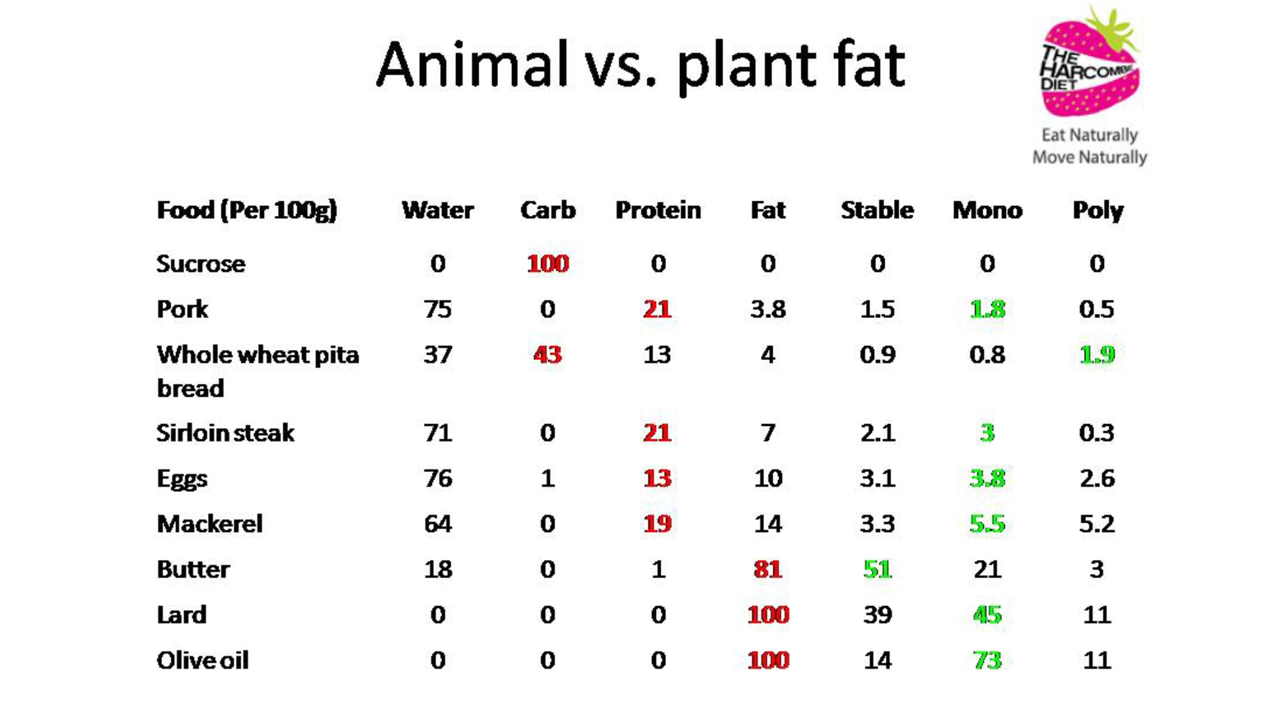 Animal vs. plant fat
THE
HARCOMBE
DIET
Eat Naturally
Move Naturally
Food (Per 100g) Water Carb Protein Fat Stable Mono Poly
Sucrose 0 100 0 0 0 0 0
Pork 75 0 21 3.8 1.5 1.8 0.5
Whole wheat pita 37 43 13 4 0.9 0.8 1.9
bread
Sirloin steak 71 0 21 7 2.1 3 0.3
Eggs 76 1 13 10 3.1 3.8 2.6
Mackerel 64 0 19 14 3.3 5.5 5.2
Butter 18 0 1 81 51 21 3
Lard 0 0 0 100 39 45 11
Olive oil 0 0 0 100 14 73 11